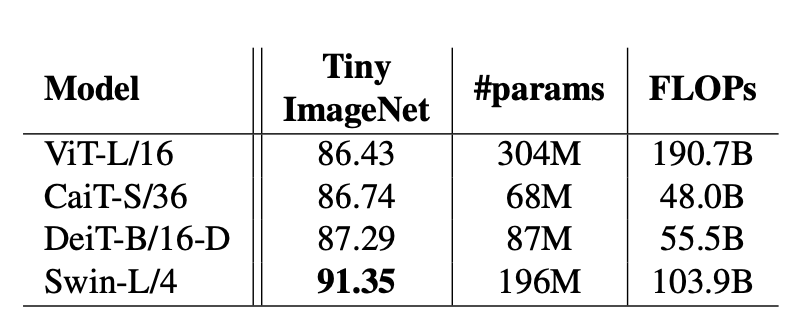 Model Tiny ImageNet #params FLOPs
ViT-L/16 86.43 304M 190.7B
CaiT-S/36 86.74 68M 48.0B
DeiT-B/16-D 87.29 87M 55.5B
Swin-L/4 91.35 196M 103.9B